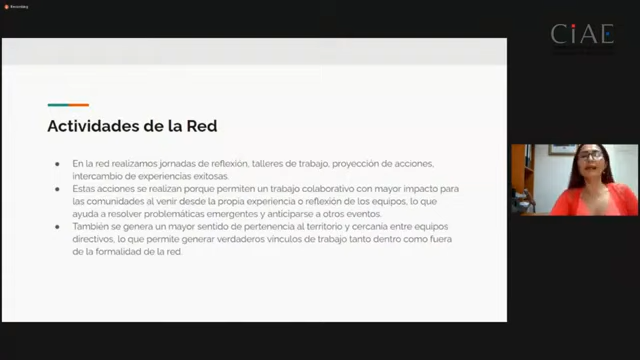 Recording
CiAE
Actividades de la Red
● En la red realizamos jornadas de reflexión, talleres de trabajo, proyección de acciones,
intercambio de experiencias exitosas.
● Estas acciones se realizan porque permiten un trabajo colaborativo con mayor impacto para
las comunidades al venir desde la propia experiencia o reflexión de los equipos, lo que
ayuda a resolver problemáticas emergentes y anticiparse a otros eventos.
● También se genera un mayor sentido de pertenencia al territorio y cercanía entre equipos
directivos, lo que permite generar verdaderos vínculos de trabajo tanto dentro como fuera
de la formalidad de la red.